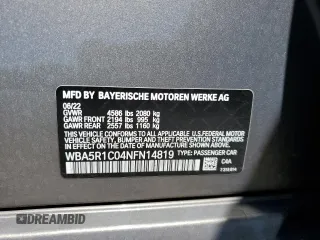 MFD BY BAYERISCHE MOTOREN WERKE AG
06/22
GVWR 4586 lbs 2080 kg
GAWR FRONT 2194 lbs 995 kg
GAWR REAR 2557 lbs 1160 kg
THIS VEHICLE CONFORMS TO ALL APPLICABLE U.S. FEDERAL MOTOR
VEHICLE SAFETY, BUMPER, AND THEFT PREVENTION STANDARDS IN
EFFECT ON THE DATE OF MANUFACTURE SHOWN ABOVE.
WBA5R1C04NFN14819 TYPE: PASSENGER CAR
C4A
DREAMBID